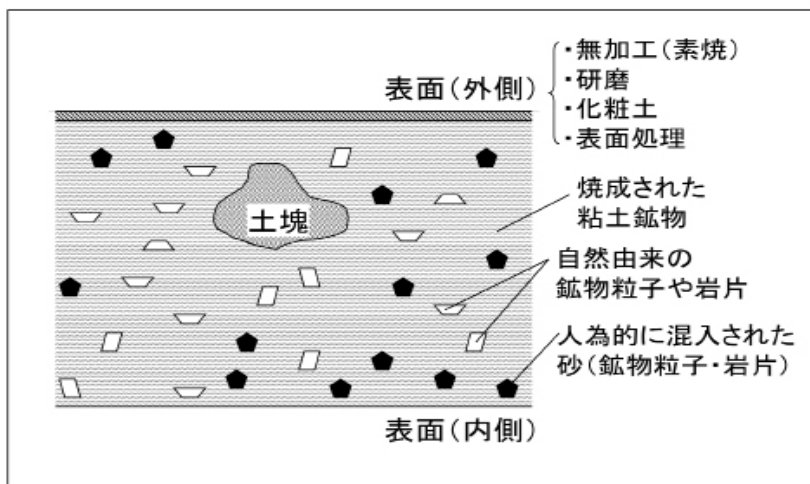 表面（外側）
・無加工（素焼）
・研磨
・化粧土
・表面処理
土塊
焼成された
粘土鉱物
自然由来の
鉱物粒子や岩片
人為的に混入された
砂（鉱物粒子・岩片）
表面（内側）